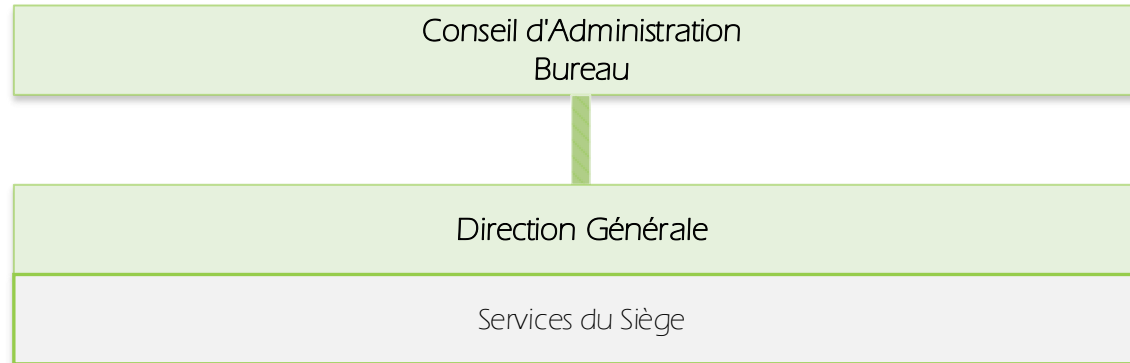 Conseil d'Administration
Bureau
Direction Générale
Services du Siège